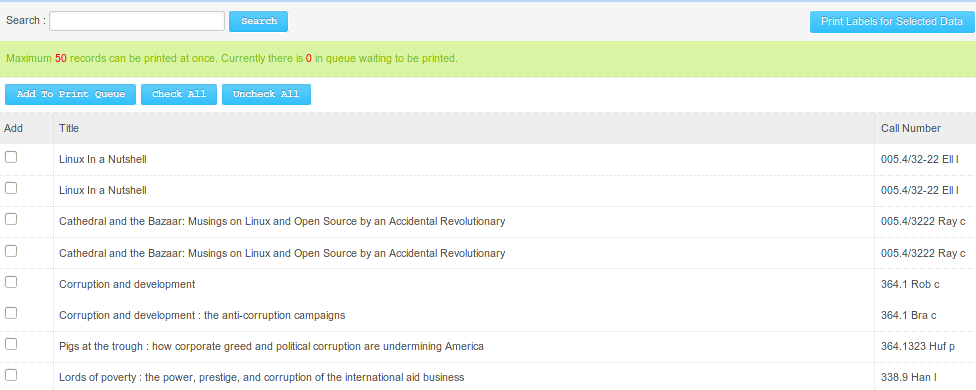 Search : Search Print Labels for Selected Data
Maximum 50 records can be printed at once. Currently there is 0 in queue waiting to be printed.
Add To Print Queue Check All Uncheck All
Add Title Call Number
Linux In a Nutshell 005.4/32-22 Ell l
Linux In a Nutshell 005.4/32-22 Ell l
Cathedral and the Bazaar: Musings on Linux and Open Source by an Accidental Revolutionary 005.4/3222 Ray c
Cathedral and the Bazaar: Musings on Linux and Open Source by an Accidental Revolutionary 005.4/3222 Ray c
Corruption and development 364.1 Rob c
Corruption and development : the anti-corruption campaigns 364.1 Bra c
Pigs at the trough : how corporate greed and political corruption are undermining America 364.1323 Huf p
Lords of poverty : the power, prestige, and corruption of the international aid business 338.9 Han l